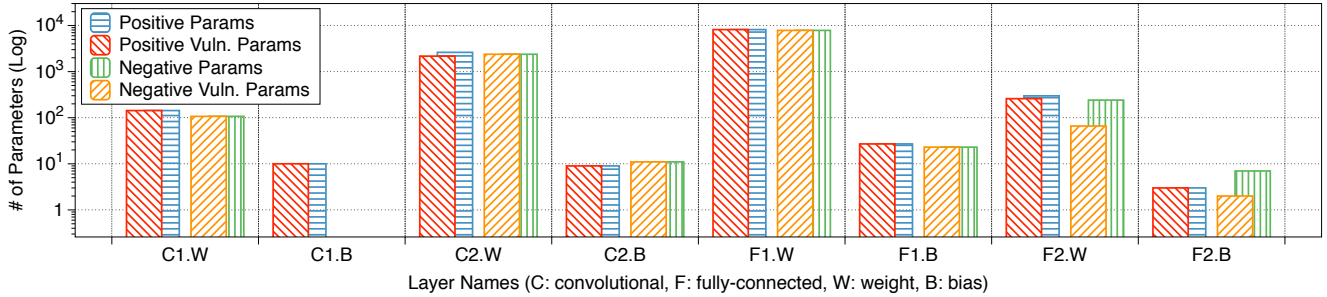 # of Parameters (Log)
10⁴
10³
10²
10¹
1
Positive Params
Positive Vuln. Params
Negative Params
Negative Vuln. Params
C1.W C1.B C2.W C2.B F1.W F1.B F2.W F2.B
Layer Names (C: convolutional, F: fully-connected, W: weight, B: bias)